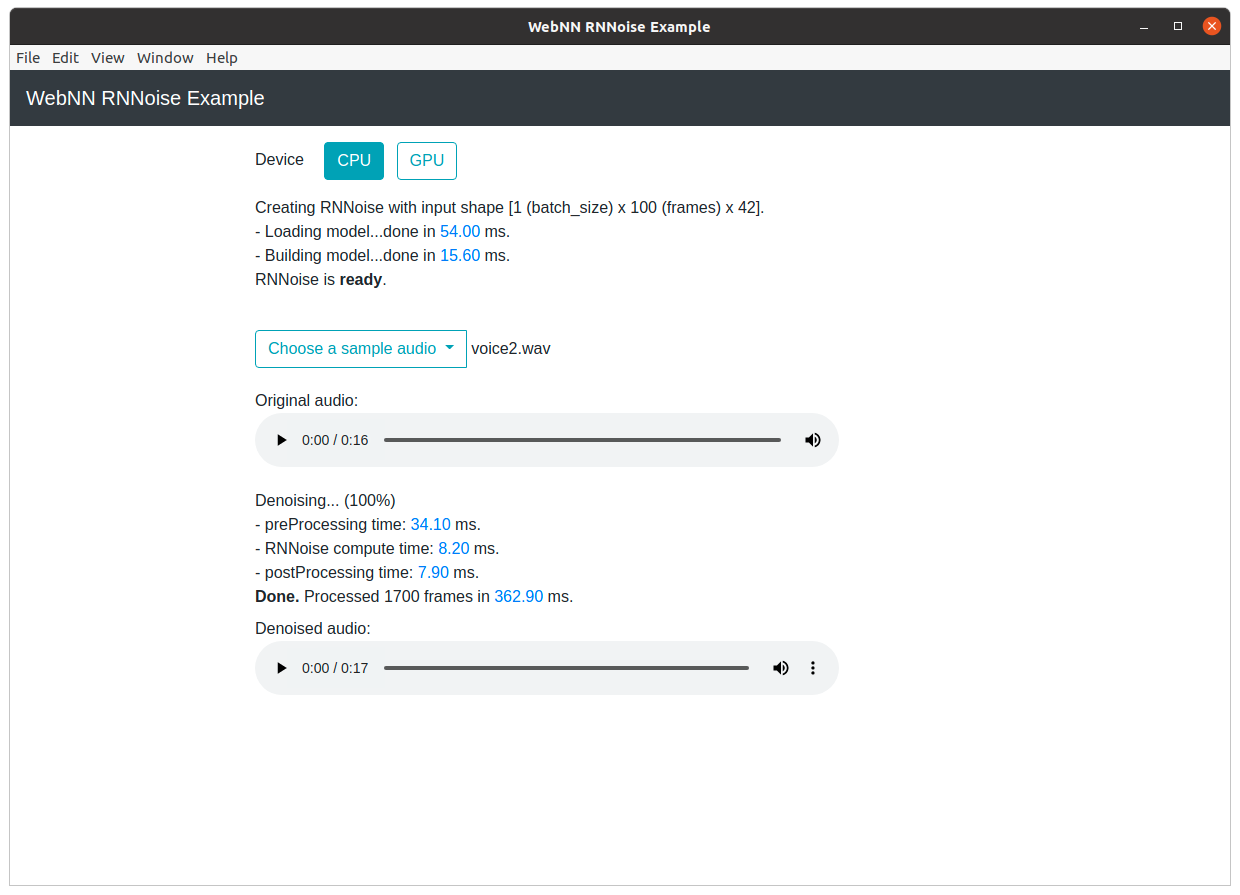 WebNN RNNoise Example
File Edit View Window Help
WebNN RNNoise Example
Device CPU GPU
Creating RNNoise with input shape [1 (batch_size) x 100 (frames) x 42].
- Loading model...done in 54.00 ms.
- Building model...done in 15.60 ms.
RNNoise is ready.
Choose a sample audio voice2.wav
Original audio:
0:00 / 0:16
Denoising... (100%)
- preProcessing time: 34.10 ms.
- RNNoise compute time: 8.20 ms.
- postProcessing time: 7.90 ms.
Done. Processed 1700 frames in 362.90 ms.
Denoised audio:
0:00 / 0:17